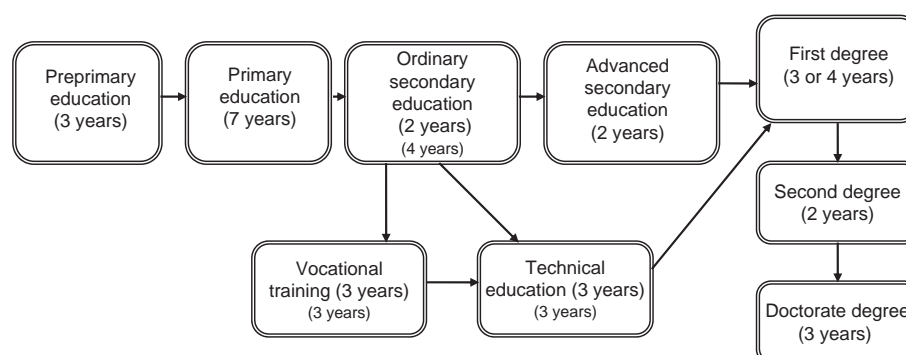 Preprimary
education
(3 years)
Primary
education
(7 years)
Ordinary
secondary
education
(2 years)
(4 years)
Advanced
secondary
education
(2 years)
First degree
(3 or 4 years)
Second degree
(2 years)
Vocational
training (3 years)
(3 years)
Technical
education (3 years)
(3 years)
Doctorate degree
(3 years)